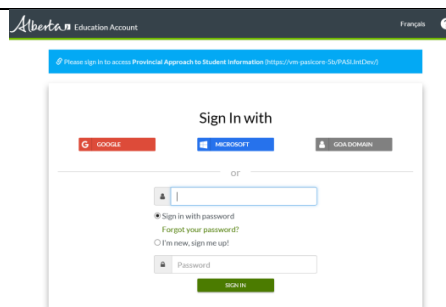 Alberta Education Account
Français
Please sign in to access Provincial Approach to Student Information (https://vm-pasicore-5b/PASI.IntDev/)
Sign In with
GOOGLE
MICROSOFT
GOA DOMAIN
or
Sign in with password
Forgot your password?
I'm new, sign me up!
Password
SIGN IN